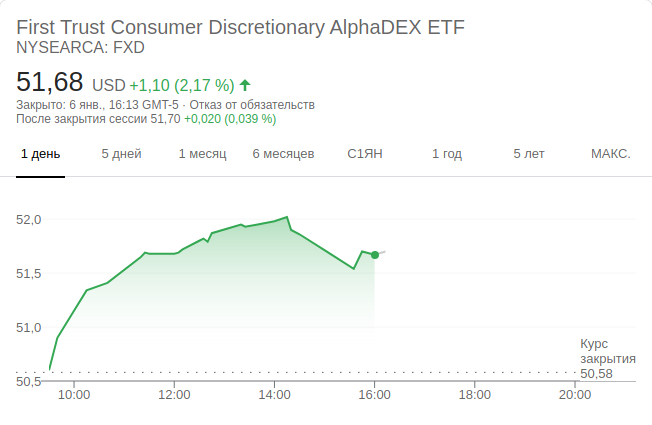 First Trust Consumer Discretionary AlphaDEX ETF
NYSEARCA: FXD
51,68 USD +1,10 (2,17 %)
Закрыто: 6 янв., 16:13 GMT-5 · Отказ от обязательств
После закрытия сессии 51,70 +0,020 (0,039 %)
1 день 5 дней 1 месяц 6 месяцев С1ЯН 1 год 5 лет МАКС.
52,0
51,5
51,0
Курс
закрытия
50,58
50,5
10:00 12:00 14:00 16:00 18:00 20:00